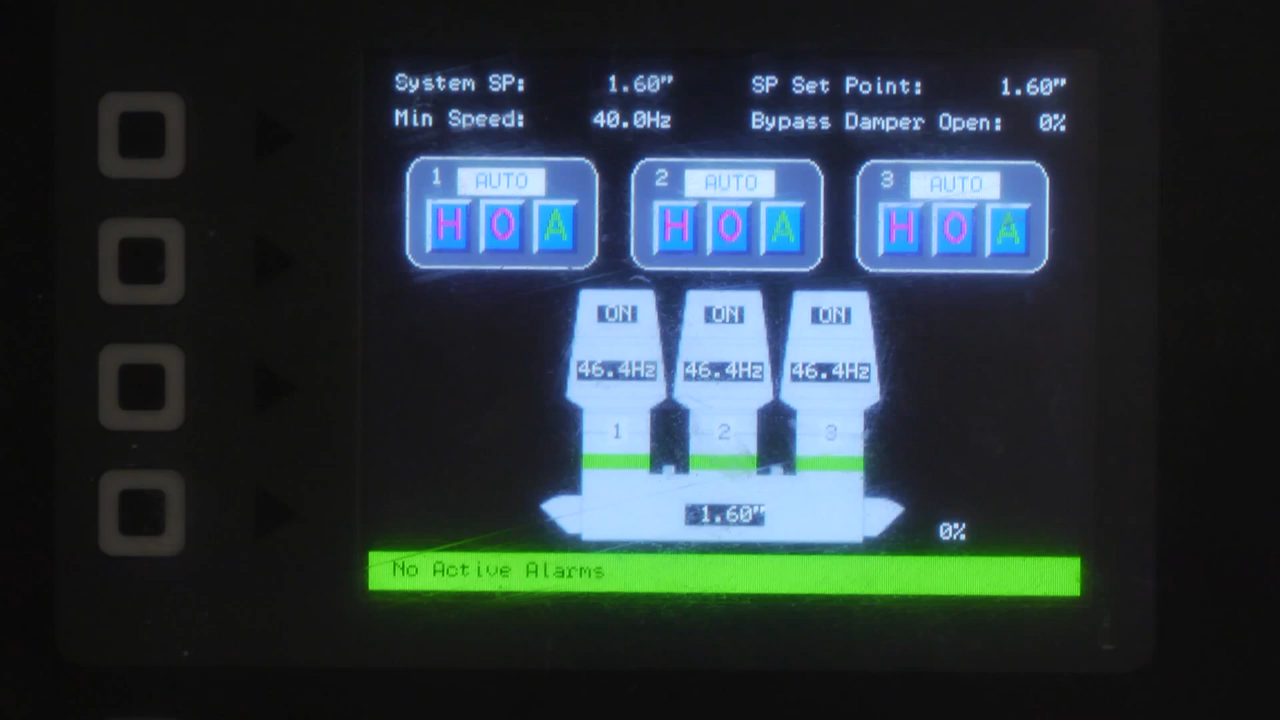 System SP: 1.60" SP Set Point: 1.60"
Min Speed: 40.0Hz Bypass Damper Open: 0%
1 AUTO 2 AUTO 3 AUTO
H O A H O A H O A
ON ON ON
46.4Hz 46.4Hz 46.4Hz
1 2 3
1.60"
0%
No Active Alarms